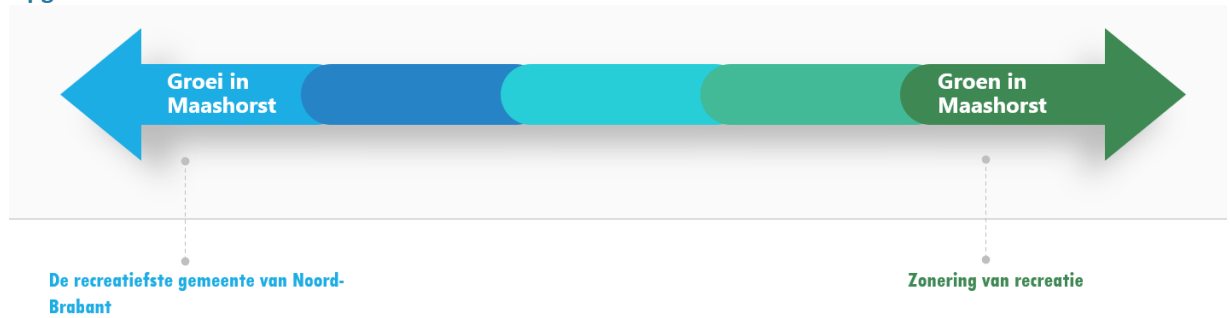 Groei in
Maashorst
Groen in
Maashorst
De recreatiefste gemeente van Noord-
Brabant
Zonering van recreatie